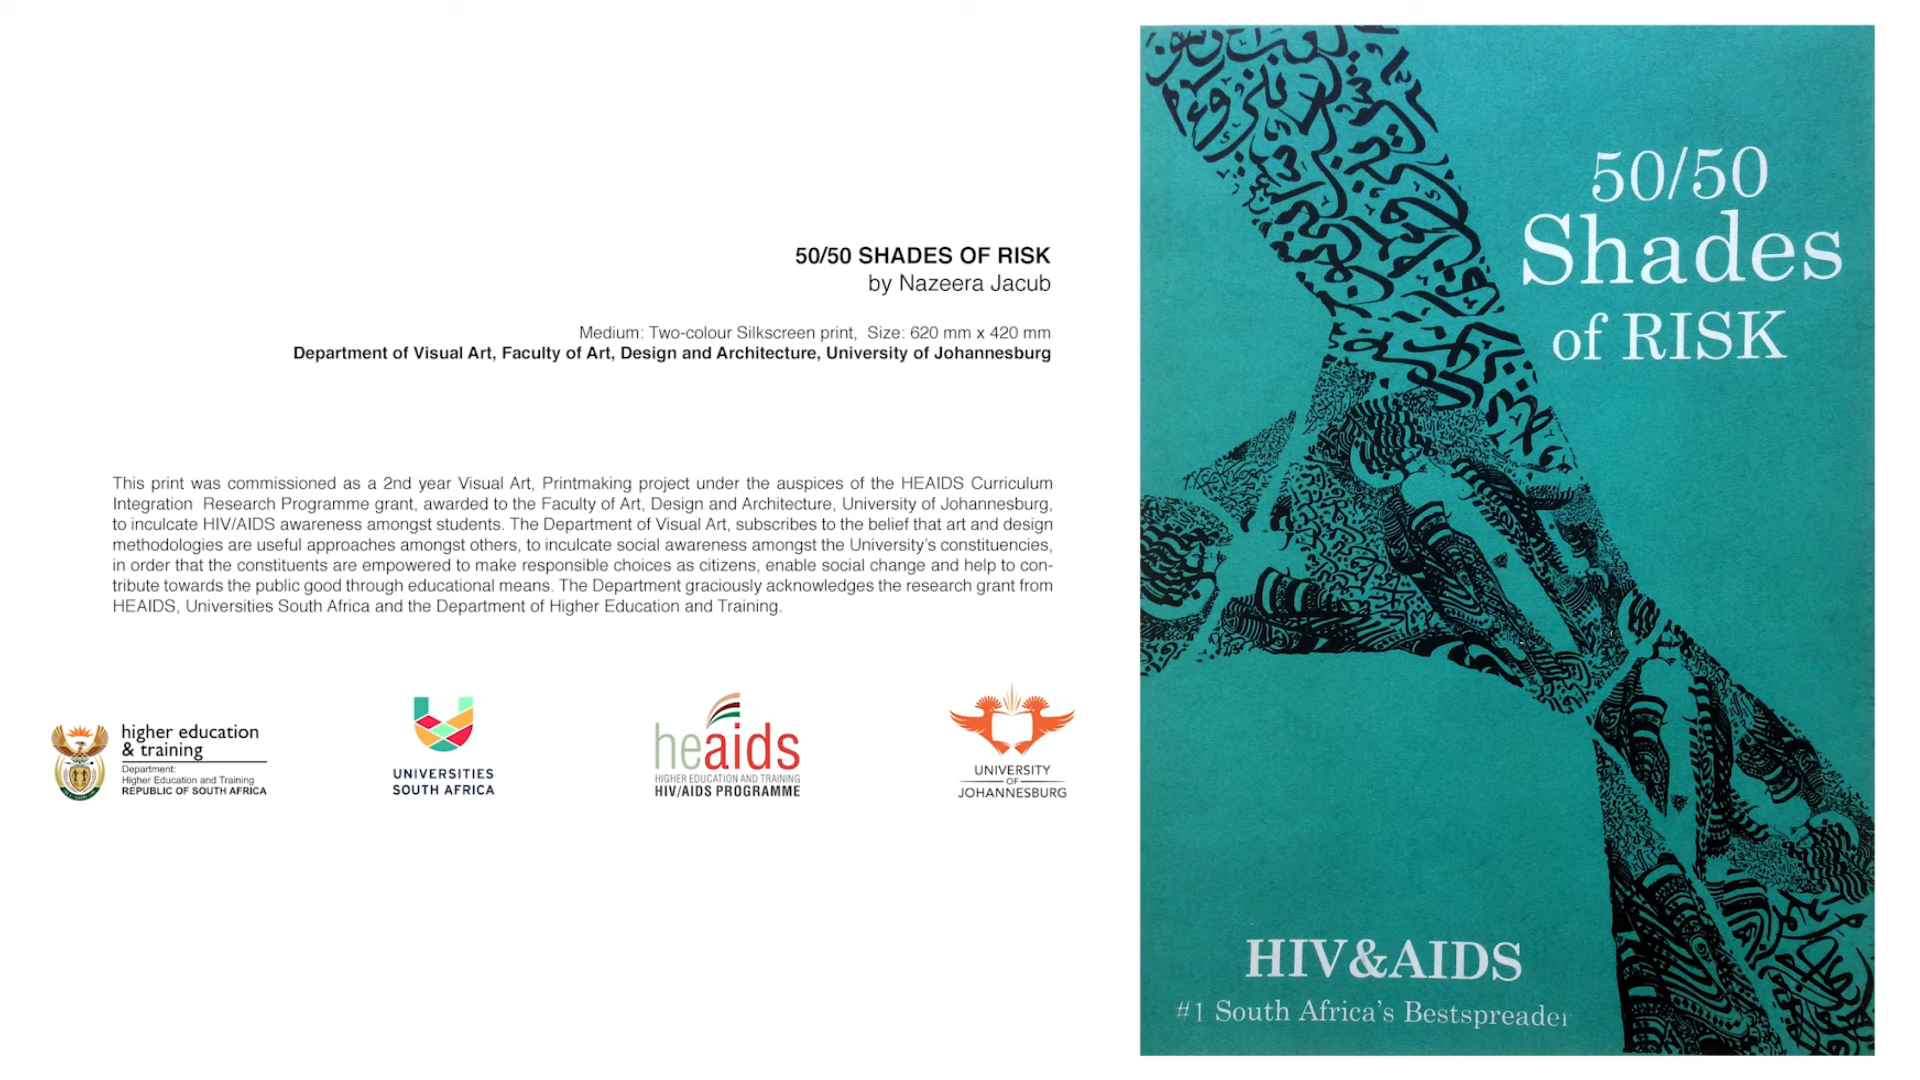 50/50 SHADES OF RISK
by Nazeera Jacub
Medium: Two-colour Silkscreen print, Size: 620 mm x 420 mm
Department of Visual Art, Faculty of Art, Design and Architecture, University of Johannesburg
This print was commissioned as a 2nd year Visual Art, Printmaking project under the auspices of the HEAIDS Curriculum
Integration Research Programme grant, awarded to the Faculty of Art, Design and Architecture, University of Johannesburg,
to inculcate HIV/AIDS awareness amongst students. The Department of Visual Art, subscribes to the belief that art and design
methodologies are useful approaches amongst others, to inculcate social awareness amongst the University's constituencies,
in order that the constituents are empowered to make responsible choices as citizens, enable social change and help to con-
tribute towards the public good through educational means. The Department graciously acknowledges the research grant from
HEAIDS, Universities South Africa and the Department of Higher Education and Training.
higher education
& training
Department:
Higher Education and Training
REPUBLIC OF SOUTH AFRICA
UNIVERSITIES
SOUTH AFRICA
heaids
HIGHER EDUCATION AND TRAINING
HIV/AIDS PROGRAMME
UNIVERSITY
OF
JOHANNESBURG
50/50
Shades
of RISK
HIV&AIDS
#1 South Africa's Bestspreader